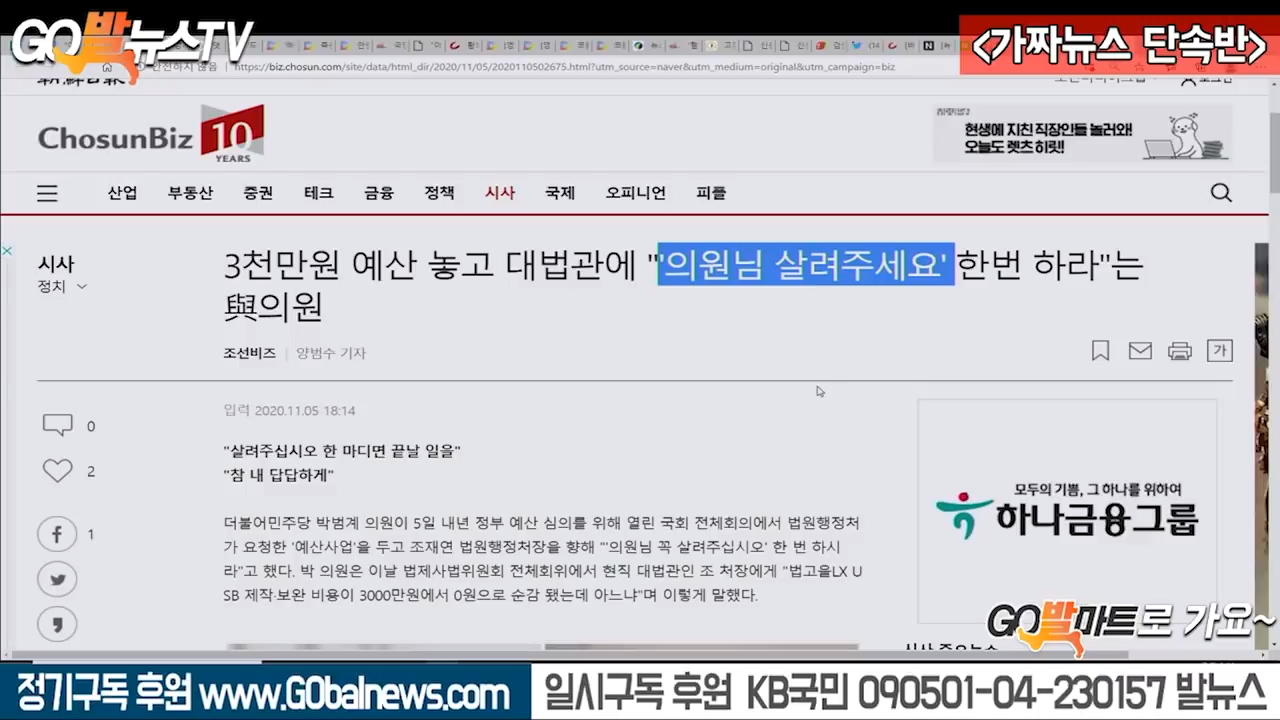 GO발뉴스TV
<가짜뉴스 단속반>
https://biz.chosun.com/site/data/html_dir/2020/11/05/2020110502675.html?utm_source=naver&utm_medium=original&utm_campaign=biz
ChosunBiz 10 YEARS
현생에 지친 직장인들 놀러와!
오늘도 렛츠 히릿!
산업 부동산 증권 테크 금융 정책 시사 국제 오피니언 피플
시사
정치
3천만원 예산 놓고 대법관에 "'의원님 살려주세요' 한번 하라"는
與의원
조선비즈 | 양범수 기자
가
입력 2020.11.05 18:14
0
2
1
"살려주십시오 한 마디면 끝날 일을"
"참 내 답답하게"
더불어민주당 박범계 의원이 5일 내년 정부 예산 심의를 위해 열린 국회 전체회의에서 법원행정처
가 요청한 '예산사업'을 두고 조재연 법원행정처장을 향해 "'의원님 꼭 살려주십시오' 한 번 하시
라"고 했다. 박 의원은 이날 법제사법위원회 전체회위에서 현직 대법관인 조 처장에게 "법고을LX U
SB 제작·보완 비용이 3000만원에서 0원으로 순감 됐는데 아느냐"며 이렇게 말했다.
모두의 기쁨, 그 하나를 위하여
하나금융그룹
GO발마트로 가요~
정기구독 후원 www.GObalnews.com
일시구독 후원 KB국민 090501-04-230157 발뉴스